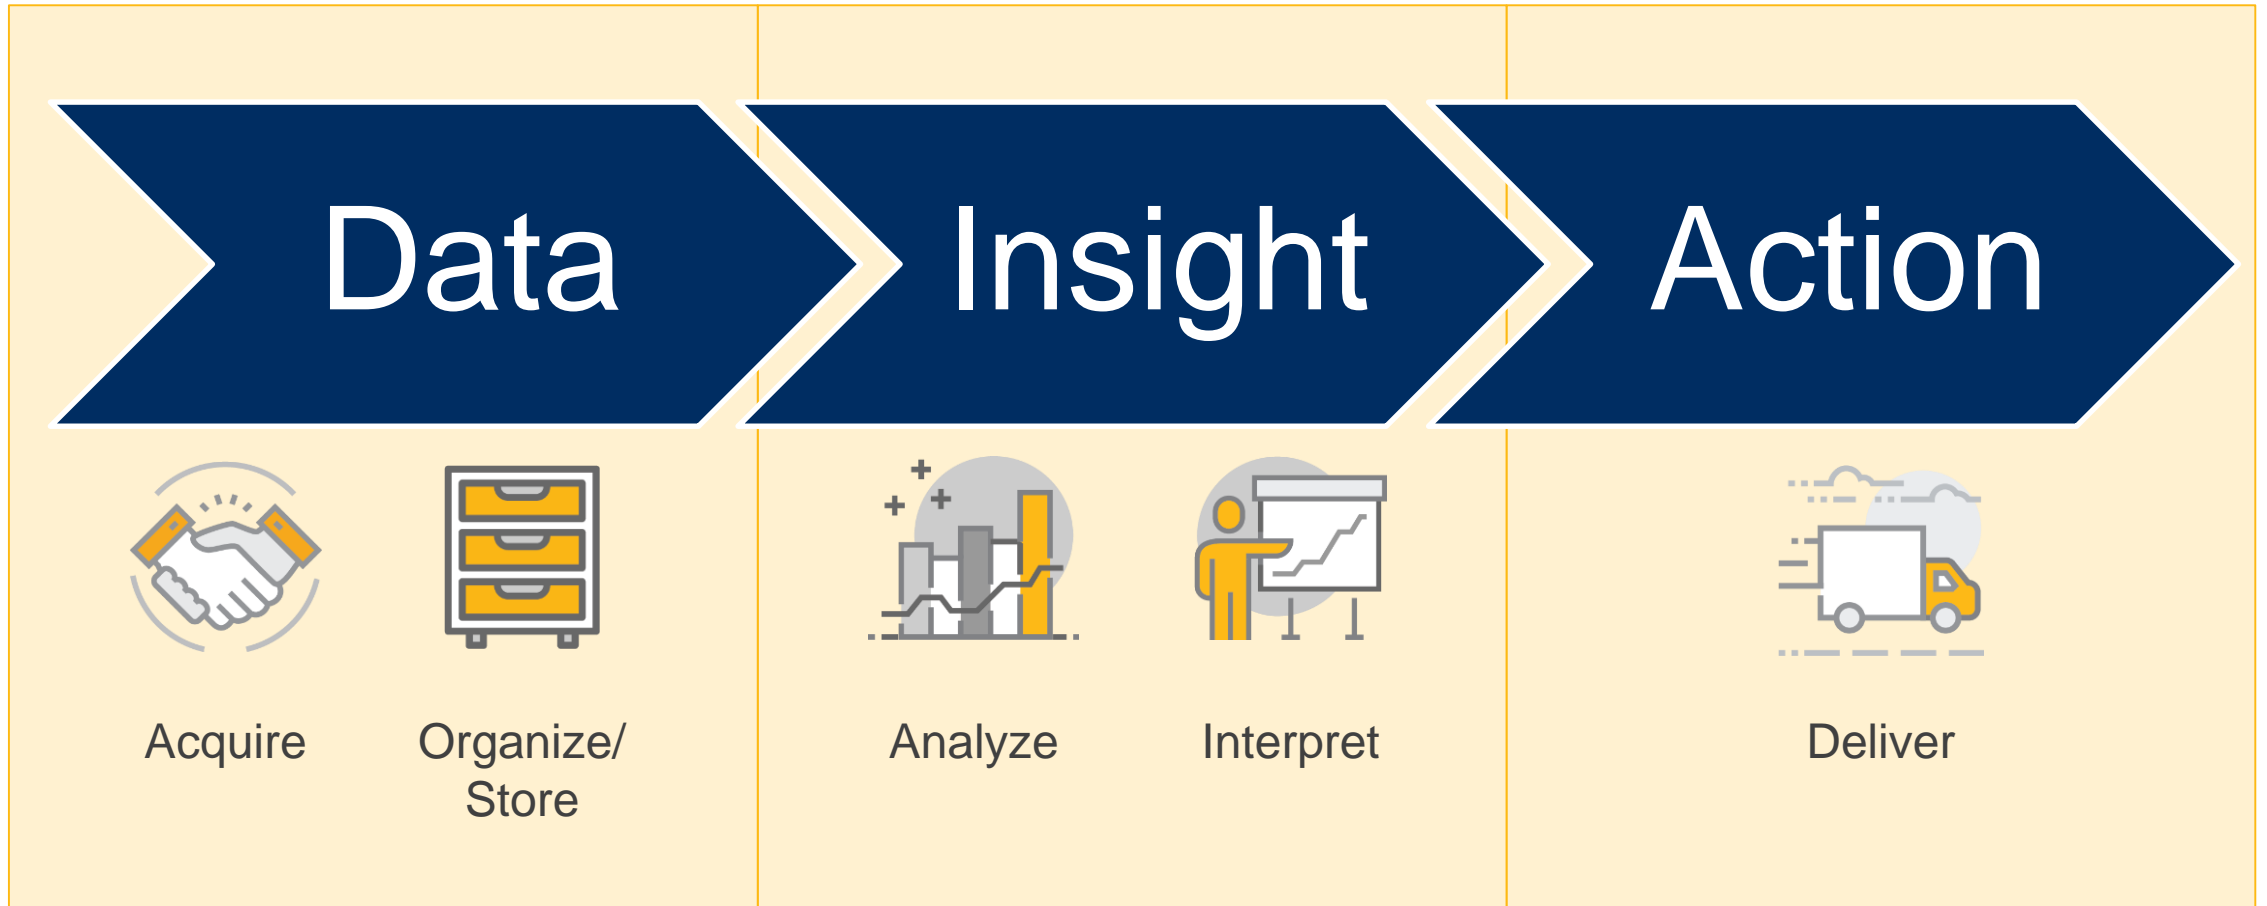 Data
Insight
Action
Acquire
Organize/
Store
Analyze
Interpret
Deliver